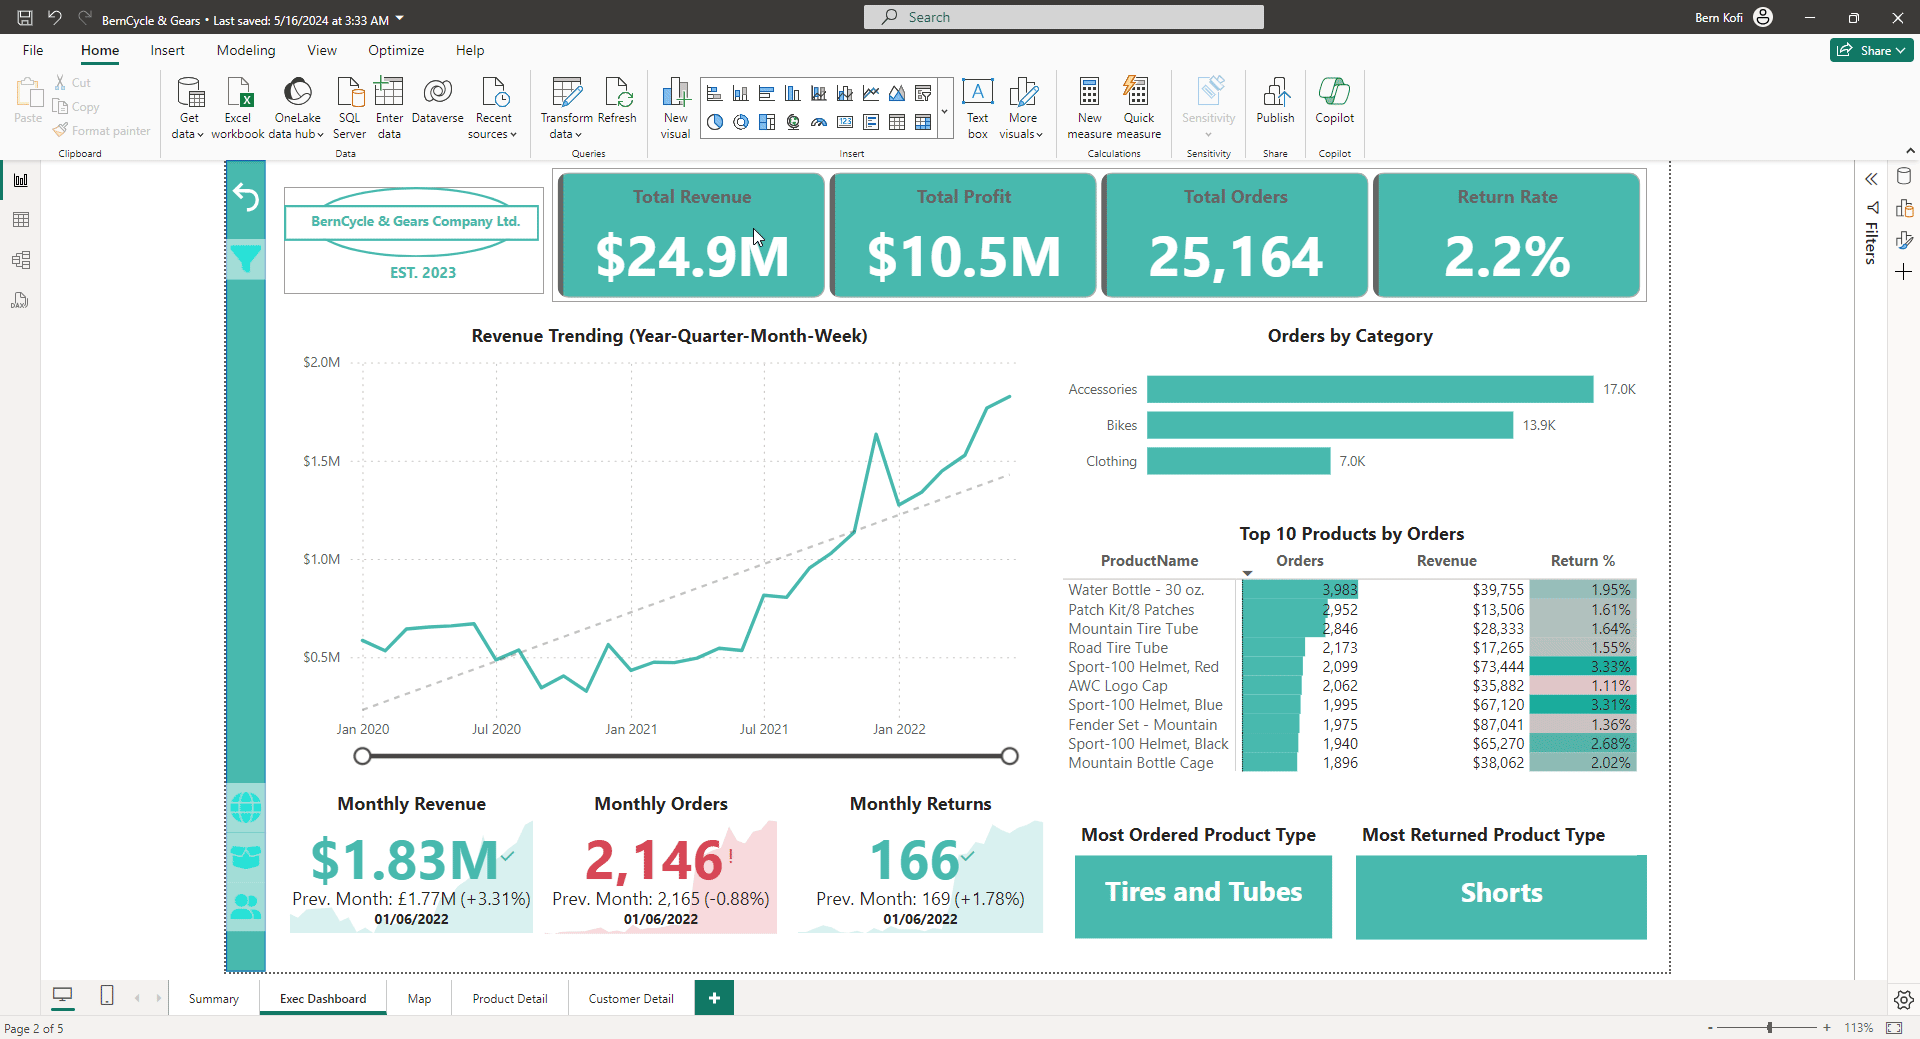 BernCycle & Gears • Last saved: 5/16/2024 at 3:33 AM
Search
Bern Kofi
File Home Insert Modeling View Optimize Help
Share
Paste
Cut
Copy
Format painter
Clipboard
Get data
Excel workbook
OneLake data hub
SQL Server
Enter data
Dataverse
Recent sources
Data
Transform data
Refresh
Queries
New visual
123
A
Text box
More visuals
Insert
New measure
Quick measure
Calculations
Sensitivity
Sensitivity
Publish
Share
Copilot
Copilot
DAX
Filters
BernCycle & Gears Company Ltd.
EST. 2023
Total Revenue
$24.9M
Total Profit
$10.5M
Total Orders
25,164
Return Rate
2.2%
Revenue Trending (Year-Quarter-Month-Week)
$2.0M
$1.5M
$1.0M
$0.5M
Jan 2020 Jul 2020 Jan 2021 Jul 2021 Jan 2022
Orders by Category
Accessories 17.0K
Bikes 13.9K
Clothing 7.0K
Top 10 Products by Orders
ProductName Orders Revenue Return %
Water Bottle - 30 oz. 3,983 $39,755 1.95%
Patch Kit/8 Patches 2,952 $13,506 1.61%
Mountain Tire Tube 2,846 $28,333 1.64%
Road Tire Tube 2,173 $17,265 1.55%
Sport-100 Helmet, Red 2,099 $73,444 3.33%
AWC Logo Cap 2,062 $35,882 1.11%
Sport-100 Helmet, Blue 1,995 $67,120 3.31%
Fender Set - Mountain 1,975 $87,041 1.36%
Sport-100 Helmet, Black 1,940 $65,270 2.68%
Mountain Bottle Cage 1,896 $38,062 2.02%
Monthly Revenue
$1.83M
Prev. Month: £1.77M (+3.31%)
01/06/2022
Monthly Orders
2,146!
Prev. Month: 2,165 (-0.88%)
01/06/2022
Monthly Returns
166
Prev. Month: 169 (+1.78%)
01/06/2022
Most Ordered Product Type
Tires and Tubes
Most Returned Product Type
Shorts
Summary Exec Dashboard Map Product Detail Customer Detail +
Page 2 of 5
- + 113%